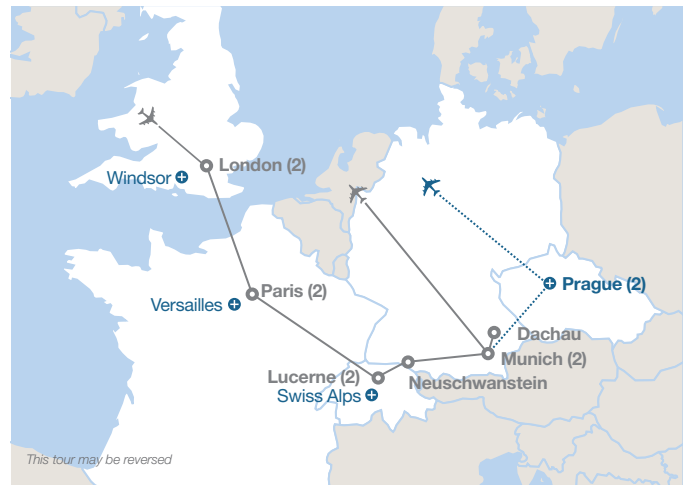 London (2)
Windsor
Paris (2)
Versailles
Prague (2)
Dachau
Munich (2)
Lucerne (2)
Neuschwanstein
Swiss Alps
This tour may be reversed